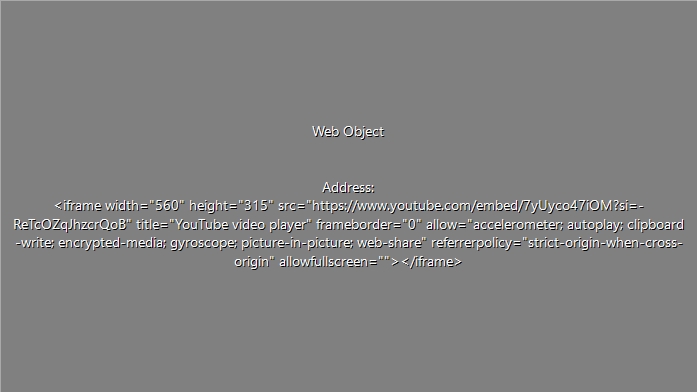 Web Object
Address:
<iframe width="560" height="315" src="https://www.youtube.com/embed/7yUyco47iOM?si=-
ReTcOZqJhzcrQoB" title="YouTube video player" frameborder="0" allow="accelerometer; autoplay; clipboard
-write; encrypted-media; gyroscope; picture-in-picture; web-share" referrerpolicy="strict-origin-when-cross-
origin" allowfullscreen=""></iframe>